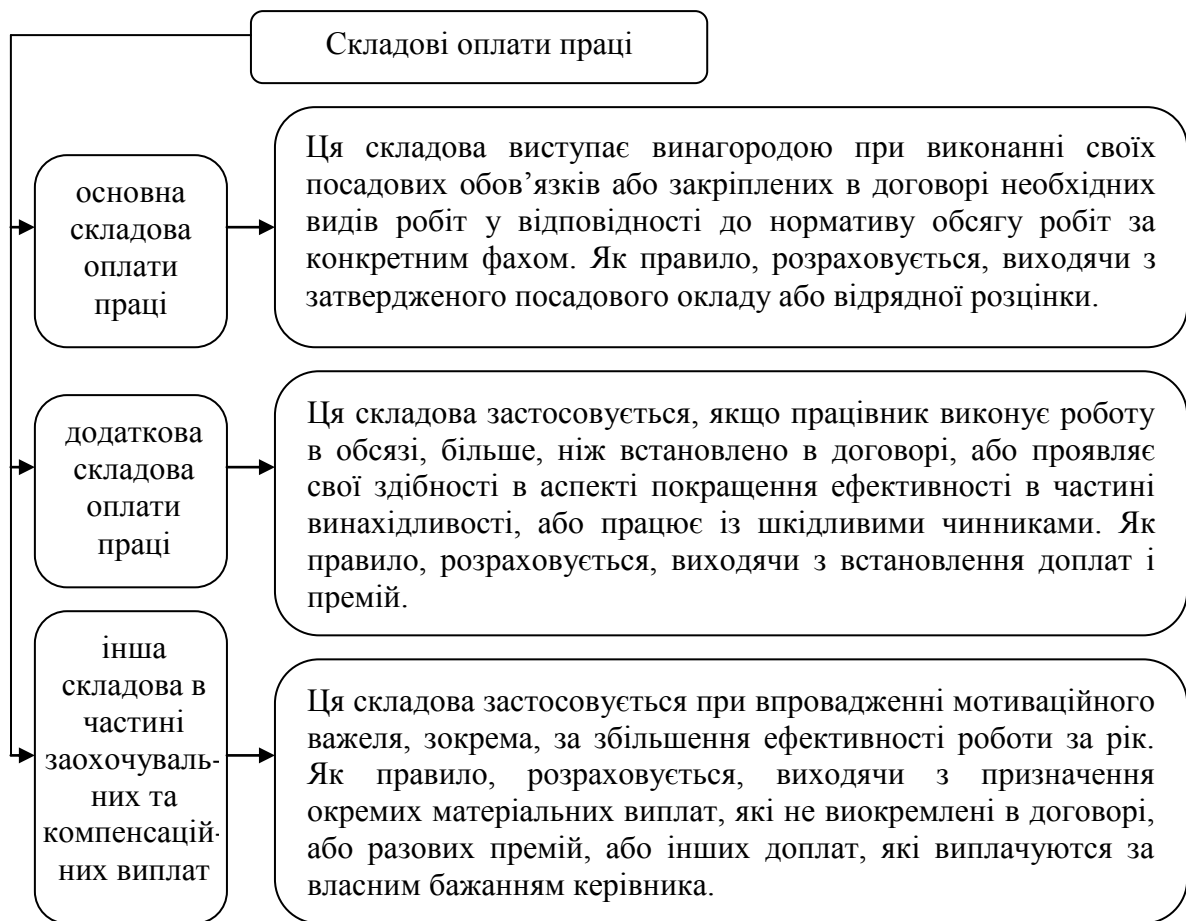 Складові оплати праці
основна
складова
оплати
праці
Ця складова виступає винагородою при виконанні своїх
посадових обов’язків або закріплених в договорі необхідних
видів робіт у відповідності до нормативу обсягу робіт за
конкретним фахом. Як правило, розраховується, виходячи з
затвердженого посадового окладу або відрядної розцінки.
додаткова
складова
оплати
праці
Ця складова застосовується, якщо працівник виконує роботу
в обсязі, більше, ніж встановлено в договорі, або проявляє
свої здібності в аспекті покращення ефективності в частині
винахідливості, або працює із шкідливими чинниками. Як
правило, розраховується, виходячи з встановлення доплат і
премій.
інша
складова в
частині
заохочуваль-
них та
компенсацій-
них виплат
Ця складова застосовується при впровадженні мотиваційного
важеля, зокрема, за збільшення ефективності роботи за рік.
Як правило, розраховується, виходячи з призначення
окремих матеріальних виплат, які не виокремлені в договорі,
або разових премій, або інших доплат, які виплачуются за
власним бажанням керівника.